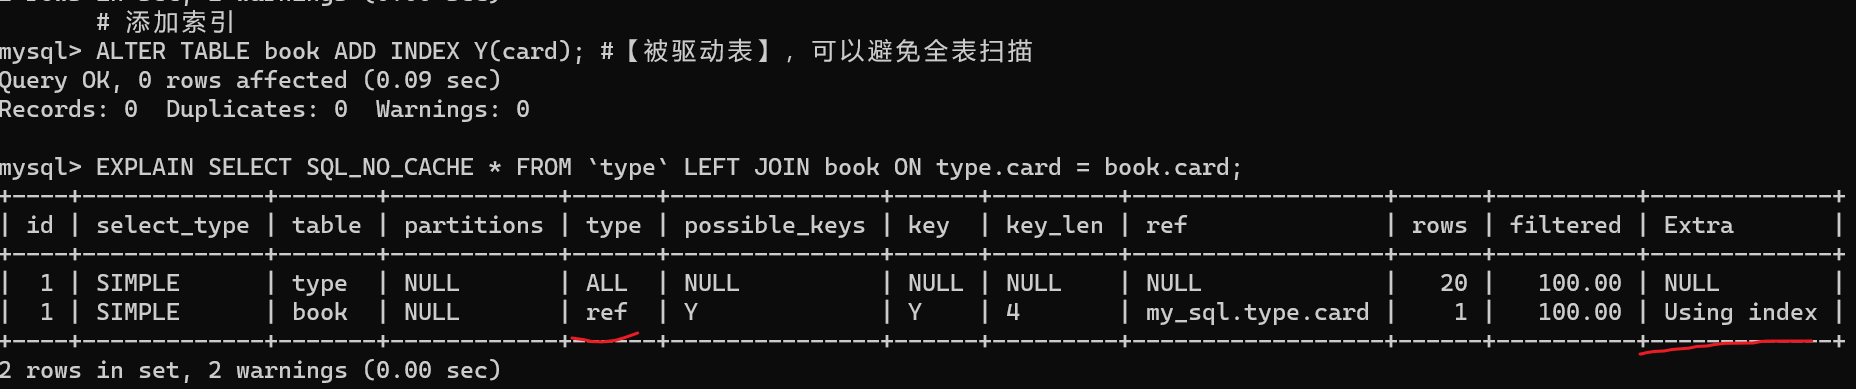 # 添加索引
mysql> ALTER TABLE book ADD INDEX Y(card); #【被驱动表】, 可以避免全表扫描
Query OK, 0 rows affected (0.09 sec)
Records: 0  Duplicates: 0  Warnings: 0
mysql> EXPLAIN SELECT SQL_NO_CACHE * FROM `type` LEFT JOIN book ON type.card = book.card;
+----+-------------+-------+------------+------+---------------+------+---------+------------------+------+----------+-------------+
| id | select_type | table | partitions | type | possible_keys | key  | key_len | ref              | rows | filtered | Extra       |
+----+-------------+-------+------------+------+---------------+------+---------+------------------+------+----------+-------------+
|  1 | SIMPLE      | type  | NULL       | ALL  | NULL          | NULL | NULL    | NULL             |   20 |   100.00 | NULL        |
|  1 | SIMPLE      | book  | NULL       | ref  | Y             | Y    | 4       | my_sql.type.card |    1 |   100.00 | Using index |
+----+-------------+-------+------------+------+---------------+------+---------+------------------+------+----------+-------------+
2 rows in set, 2 warnings (0.00 sec)